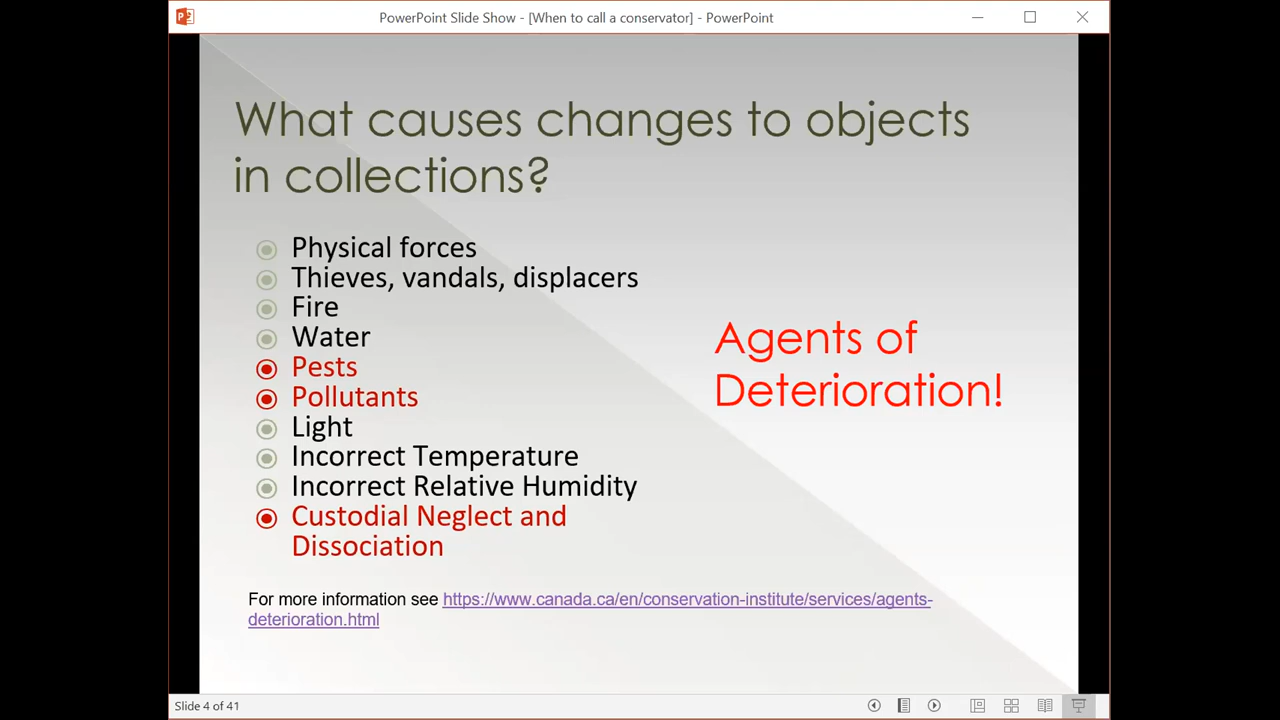 PowerPoint Slide Show - [When to call a conservator] - PowerPoint
What causes changes to objects
in collections?
Physical forces
Thieves, vandals, displacers
Fire
Water
Pests
Pollutants
Light
Incorrect Temperature
Incorrect Relative Humidity
Custodial Neglect and
Dissociation
Agents of
Deterioration!
For more information see https://www.canada.ca/en/conservation-institute/services/agents-
deterioration.html
Slide 4 of 41